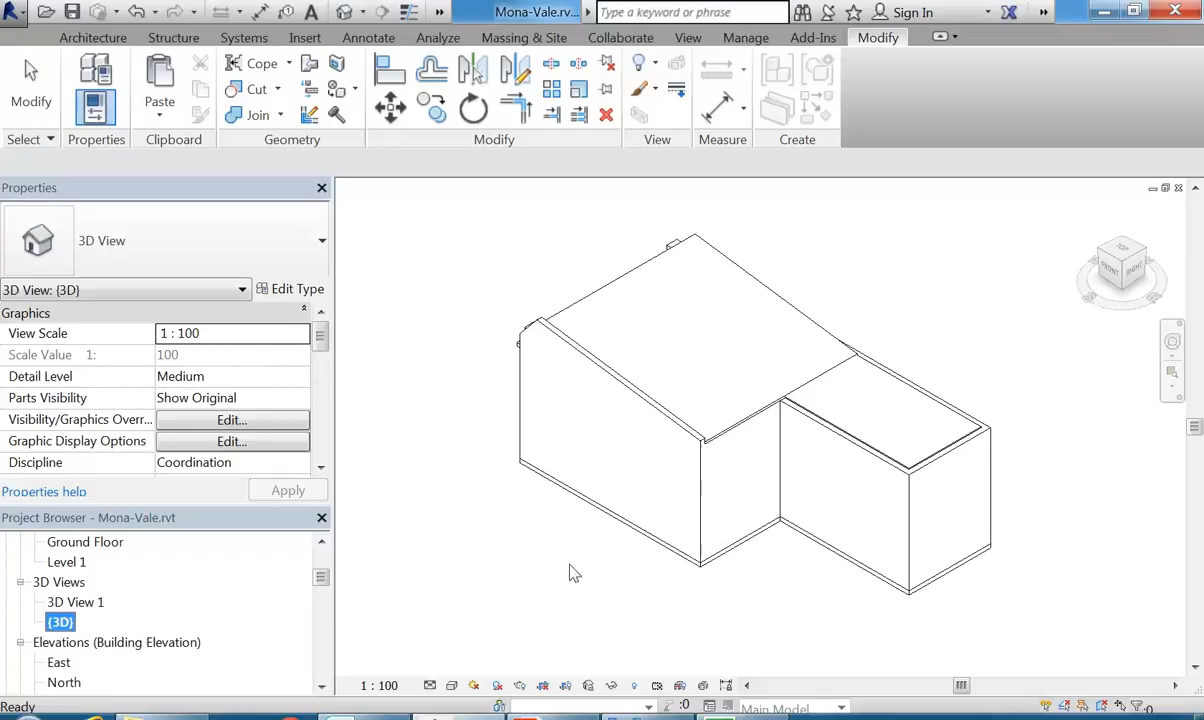 Mona-Vale.rv...
Type a keyword or phrase
Sign In
Architecture
Structure
Systems
Insert
Annotate
Analyze
Massing & Site
Collaborate
View
Manage
Add-Ins
Modify
Modify
Paste
Cope
Cut
Join
Select
Properties
Clipboard
Geometry
Modify
View
Measure
Create
Properties
3D View
3D View: {3D}
Edit Type
Graphics
View Scale
1 : 100
Scale Value 1:
100
Detail Level
Medium
Parts Visibility
Show Original
Visibility/Graphics Overr...
Edit...
Graphic Display Options
Edit...
Discipline
Coordination
Properties help
Apply
Project Browser - Mona-Vale.rvt
Ground Floor
Level 1
3D Views
3D View 1
{3D}
Elevations (Building Elevation)
East
North
TOP
FRONT
RIGHT
1 : 100
Ready
:0
Main Model
:0